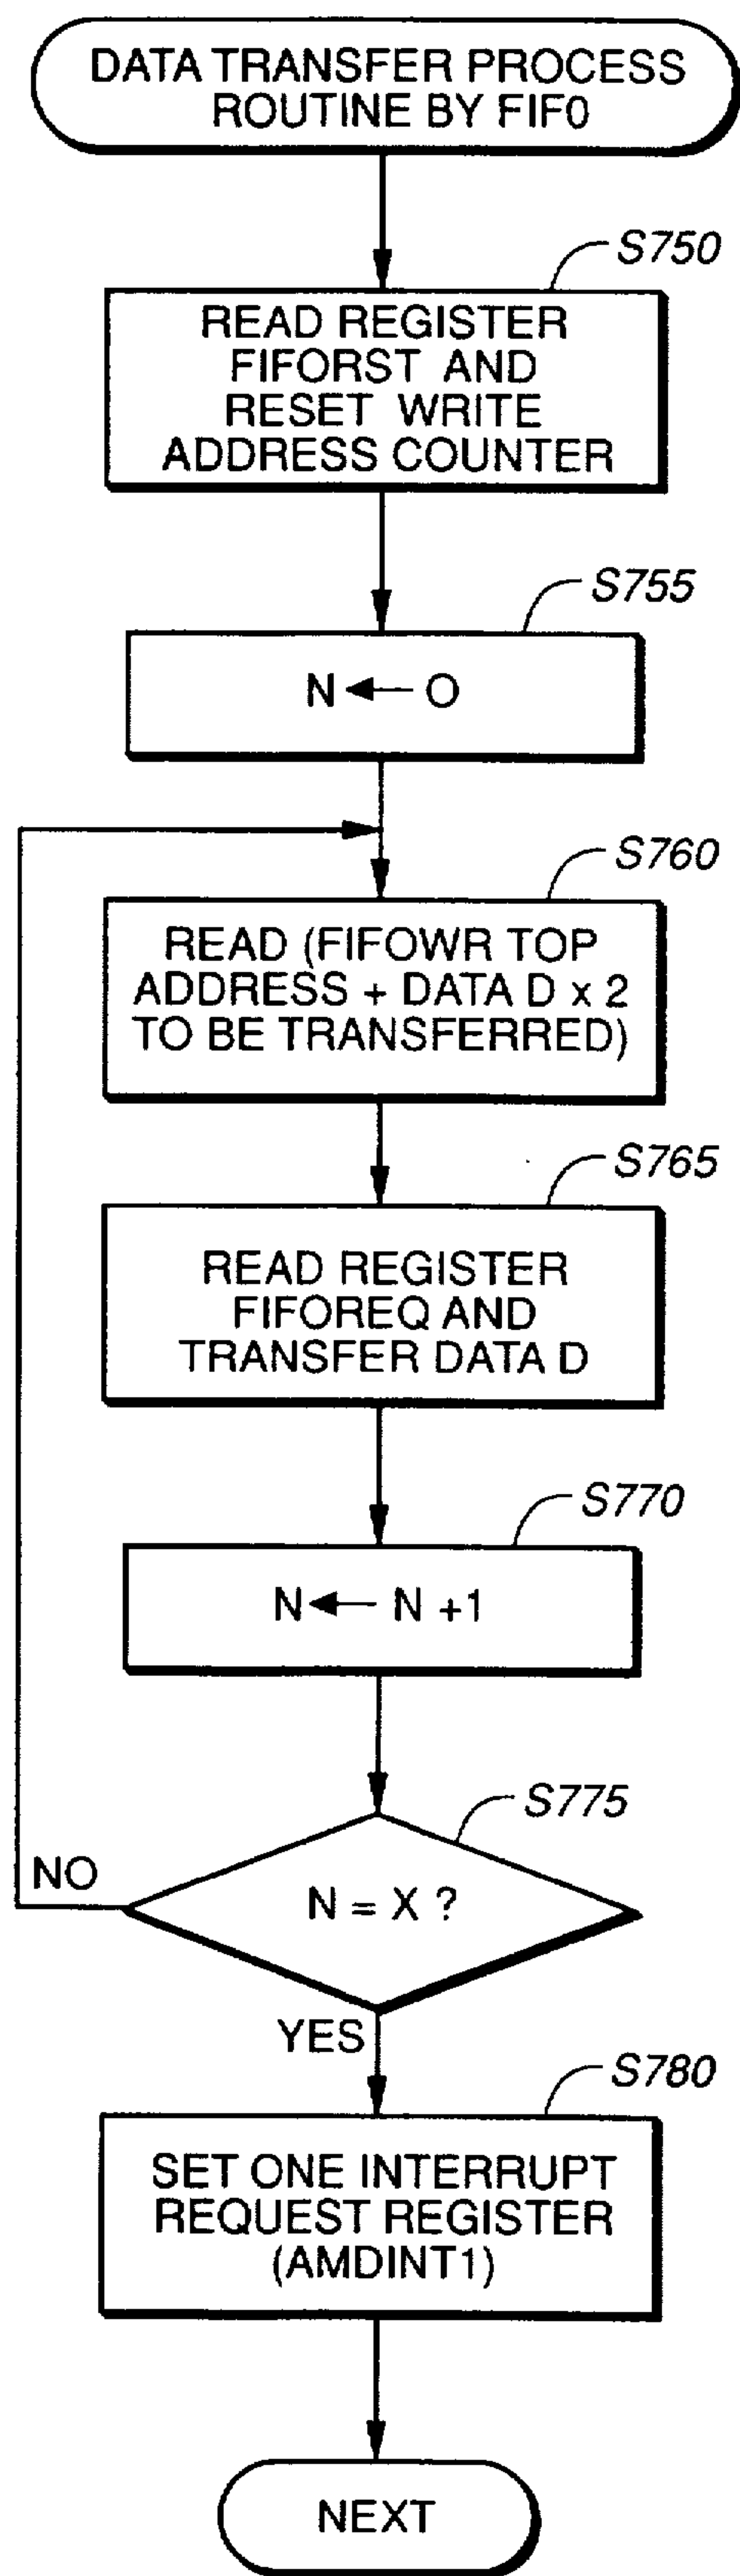 DATA TRANSFER PROCESS
ROUTINE BY FIFO
S750
READ REGISTER
FIFORST AND
RESET WRITE
ADDRESS COUNTER
S755
N ← O
S760
READ (FIFOWR TOP
ADDRESS + DATA D x 2
TO BE TRANSFERRED)
S765
READ REGISTER
FIFOREQ AND
TRANSFER DATA D
S770
N ← N +1
S775
N = X ?
NO
YES
S780
SET ONE INTERRUPT
REQUEST REGISTER
(AMDINT1)
NEXT